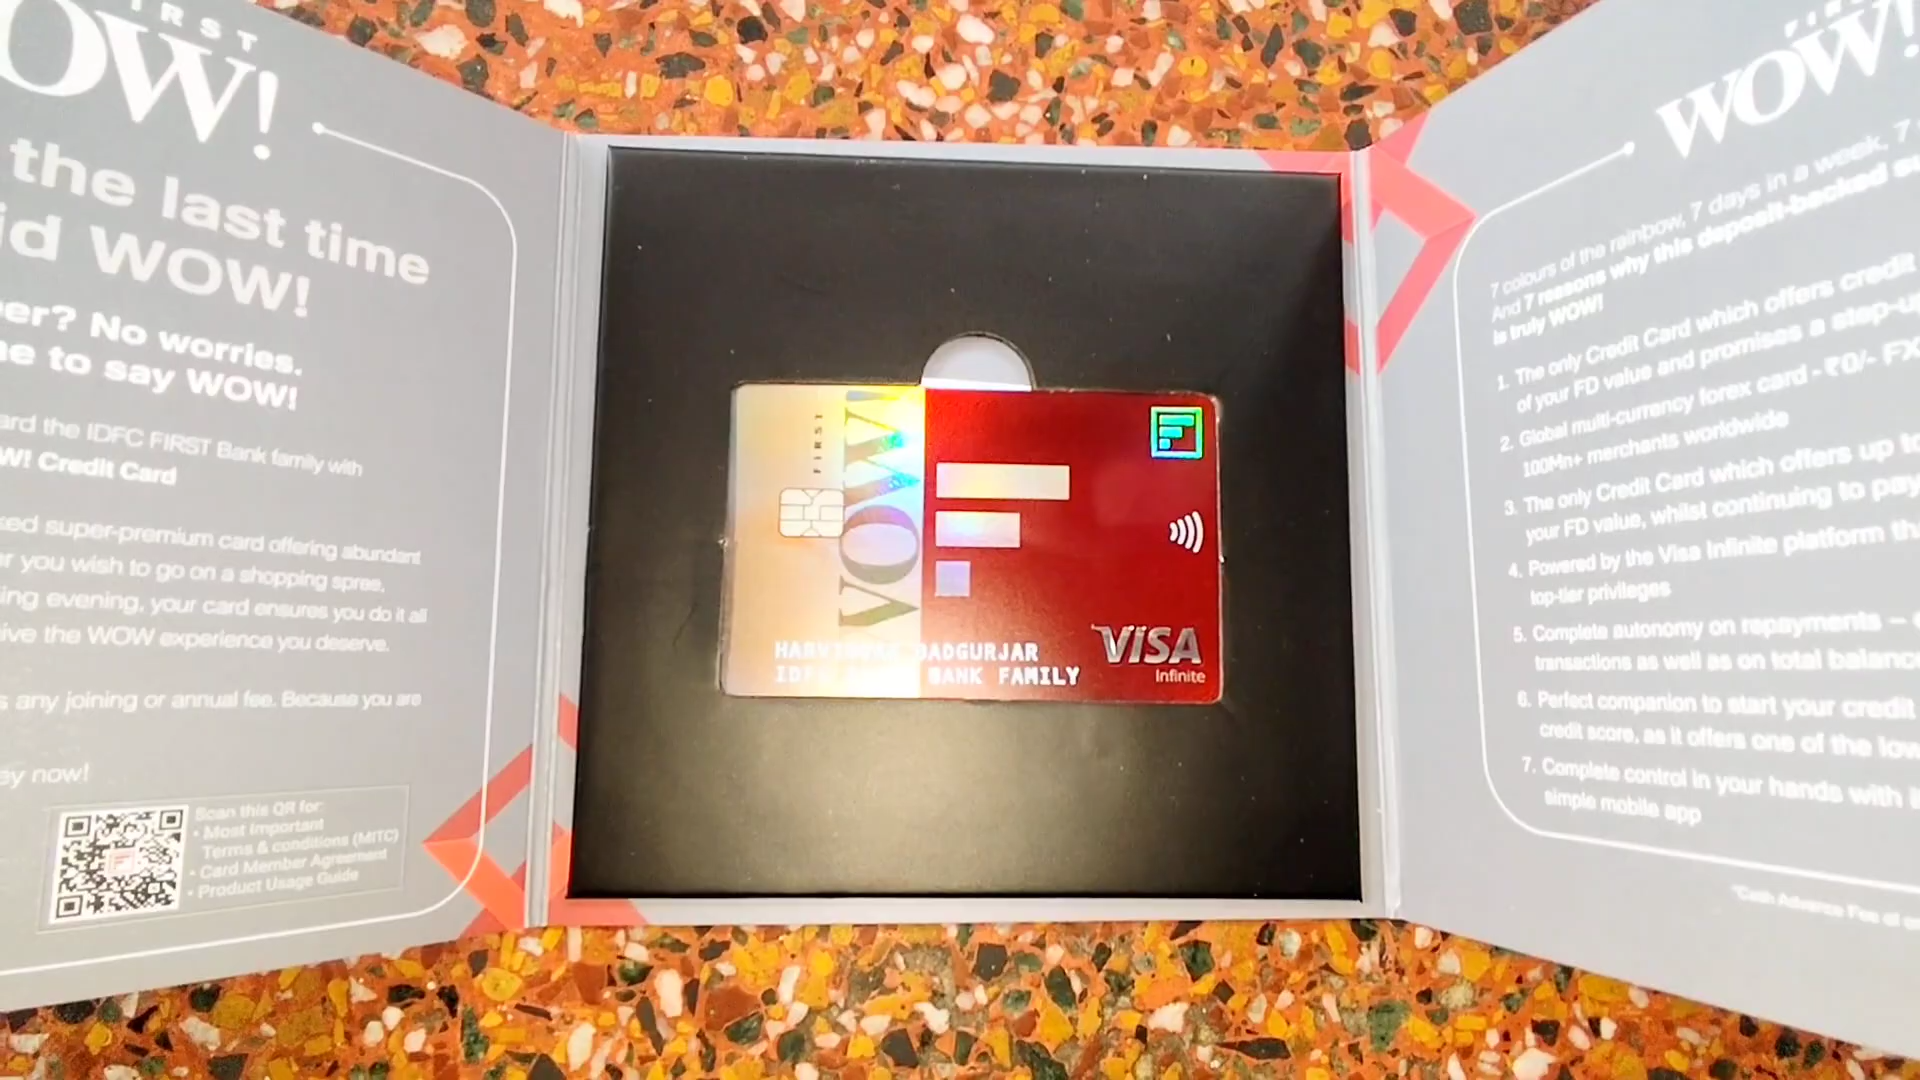 FIRST
OW!
the last time
id WOW!
er? No worries.
e to say WOW!
ard the IDFC FIRST Bank family with
W! Credit Card
ked super-premium card offering abundant
er you wish to go on a shopping spree,
ing evening, your card ensures you do it all
ive the WOW experience you deserve.
s any joining or annual fee. Because you are
ey now!
Scan this QR for:
• Most Important
Terms & conditions (MITC)
• Card Member Agreement
• Product Usage Guide
FIRST
WOW
BADGURJAR
BANK FAMILY
VISA
Infinite
FIRST
WOW!
7 colours of the rainbow, 7 days in a week, 7
And 7 reasons why this deposit-backed su
is truly WOW!
1. The only Credit Card which offers credit
of your FD value and promises a step-u
2. Global multi-currency forex card - ₹0/- FX
100Mn+ merchants worldwide
3. The only Credit Card which offers up to
your FD value, whilst continuing to pay
4. Powered by the Visa Infinite platform th
top-tier privileges
5. Complete autonomy on repayments –
transactions as well as on total balanc
6. Perfect companion to start your credit
credit score, as it offers one of the low
7. Complete control in your hands with
simple mobile app
*Cash Advance Fee of